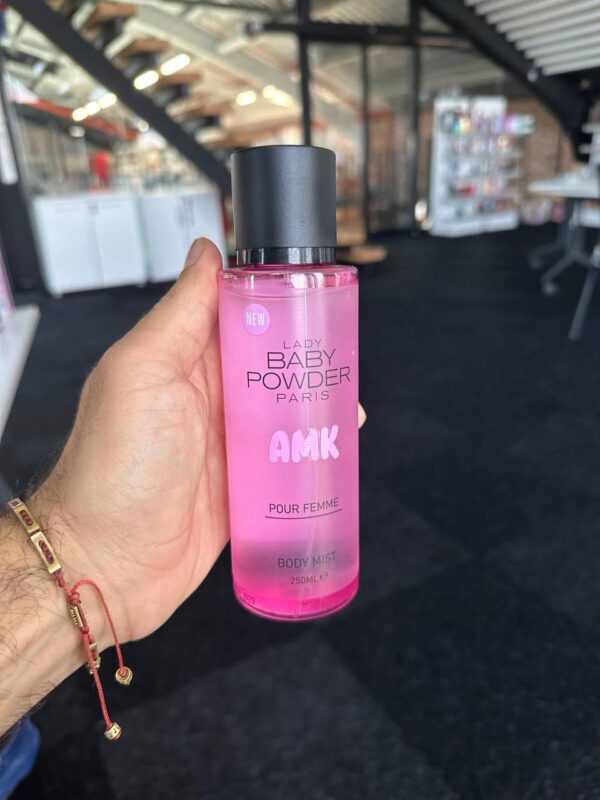 NEW
LADY
BABY
POWDER
PARIS
AMK
POUR FEMME
BODY MIST
250ML ℮